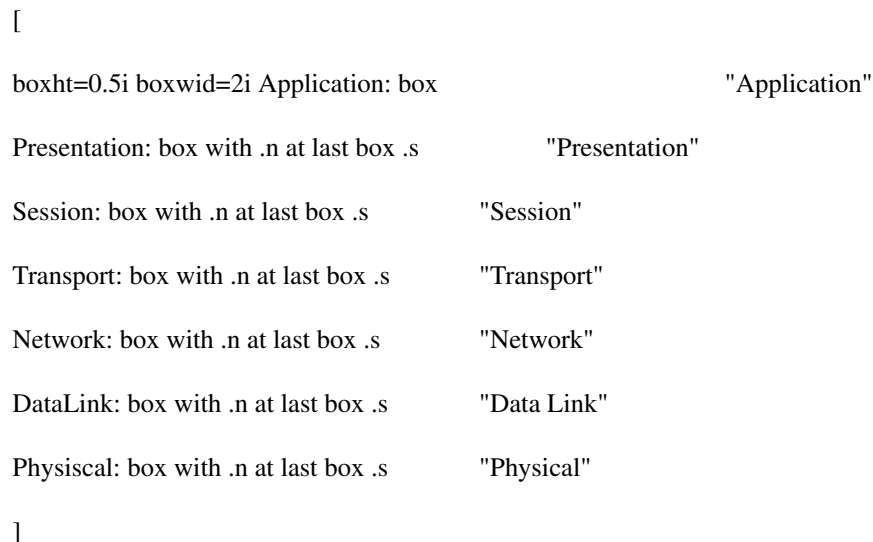 [
boxht=0.5i boxwid=2i Application: box "Application"
Presentation: box with .n at last box .s "Presentation"
Session: box with .n at last box .s "Session"
Transport: box with .n at last box .s "Transport"
Network: box with .n at last box .s "Network"
DataLink: box with .n at last box .s "Data Link"
Physiscal: box with .n at last box .s "Physical"
]